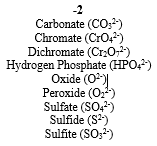 -2
Carbonate (CO₃²⁻)
Chromate (CrO₄²⁻)
Dichromate (Cr₂O₇²⁻)
Hydrogen Phosphate (HPO₄²⁻)
Oxide (O²⁻)
Peroxide (O₂²⁻)
Sulfate (SO₄²⁻)
Sulfide (S²⁻)
Sulfite (SO₃²⁻)